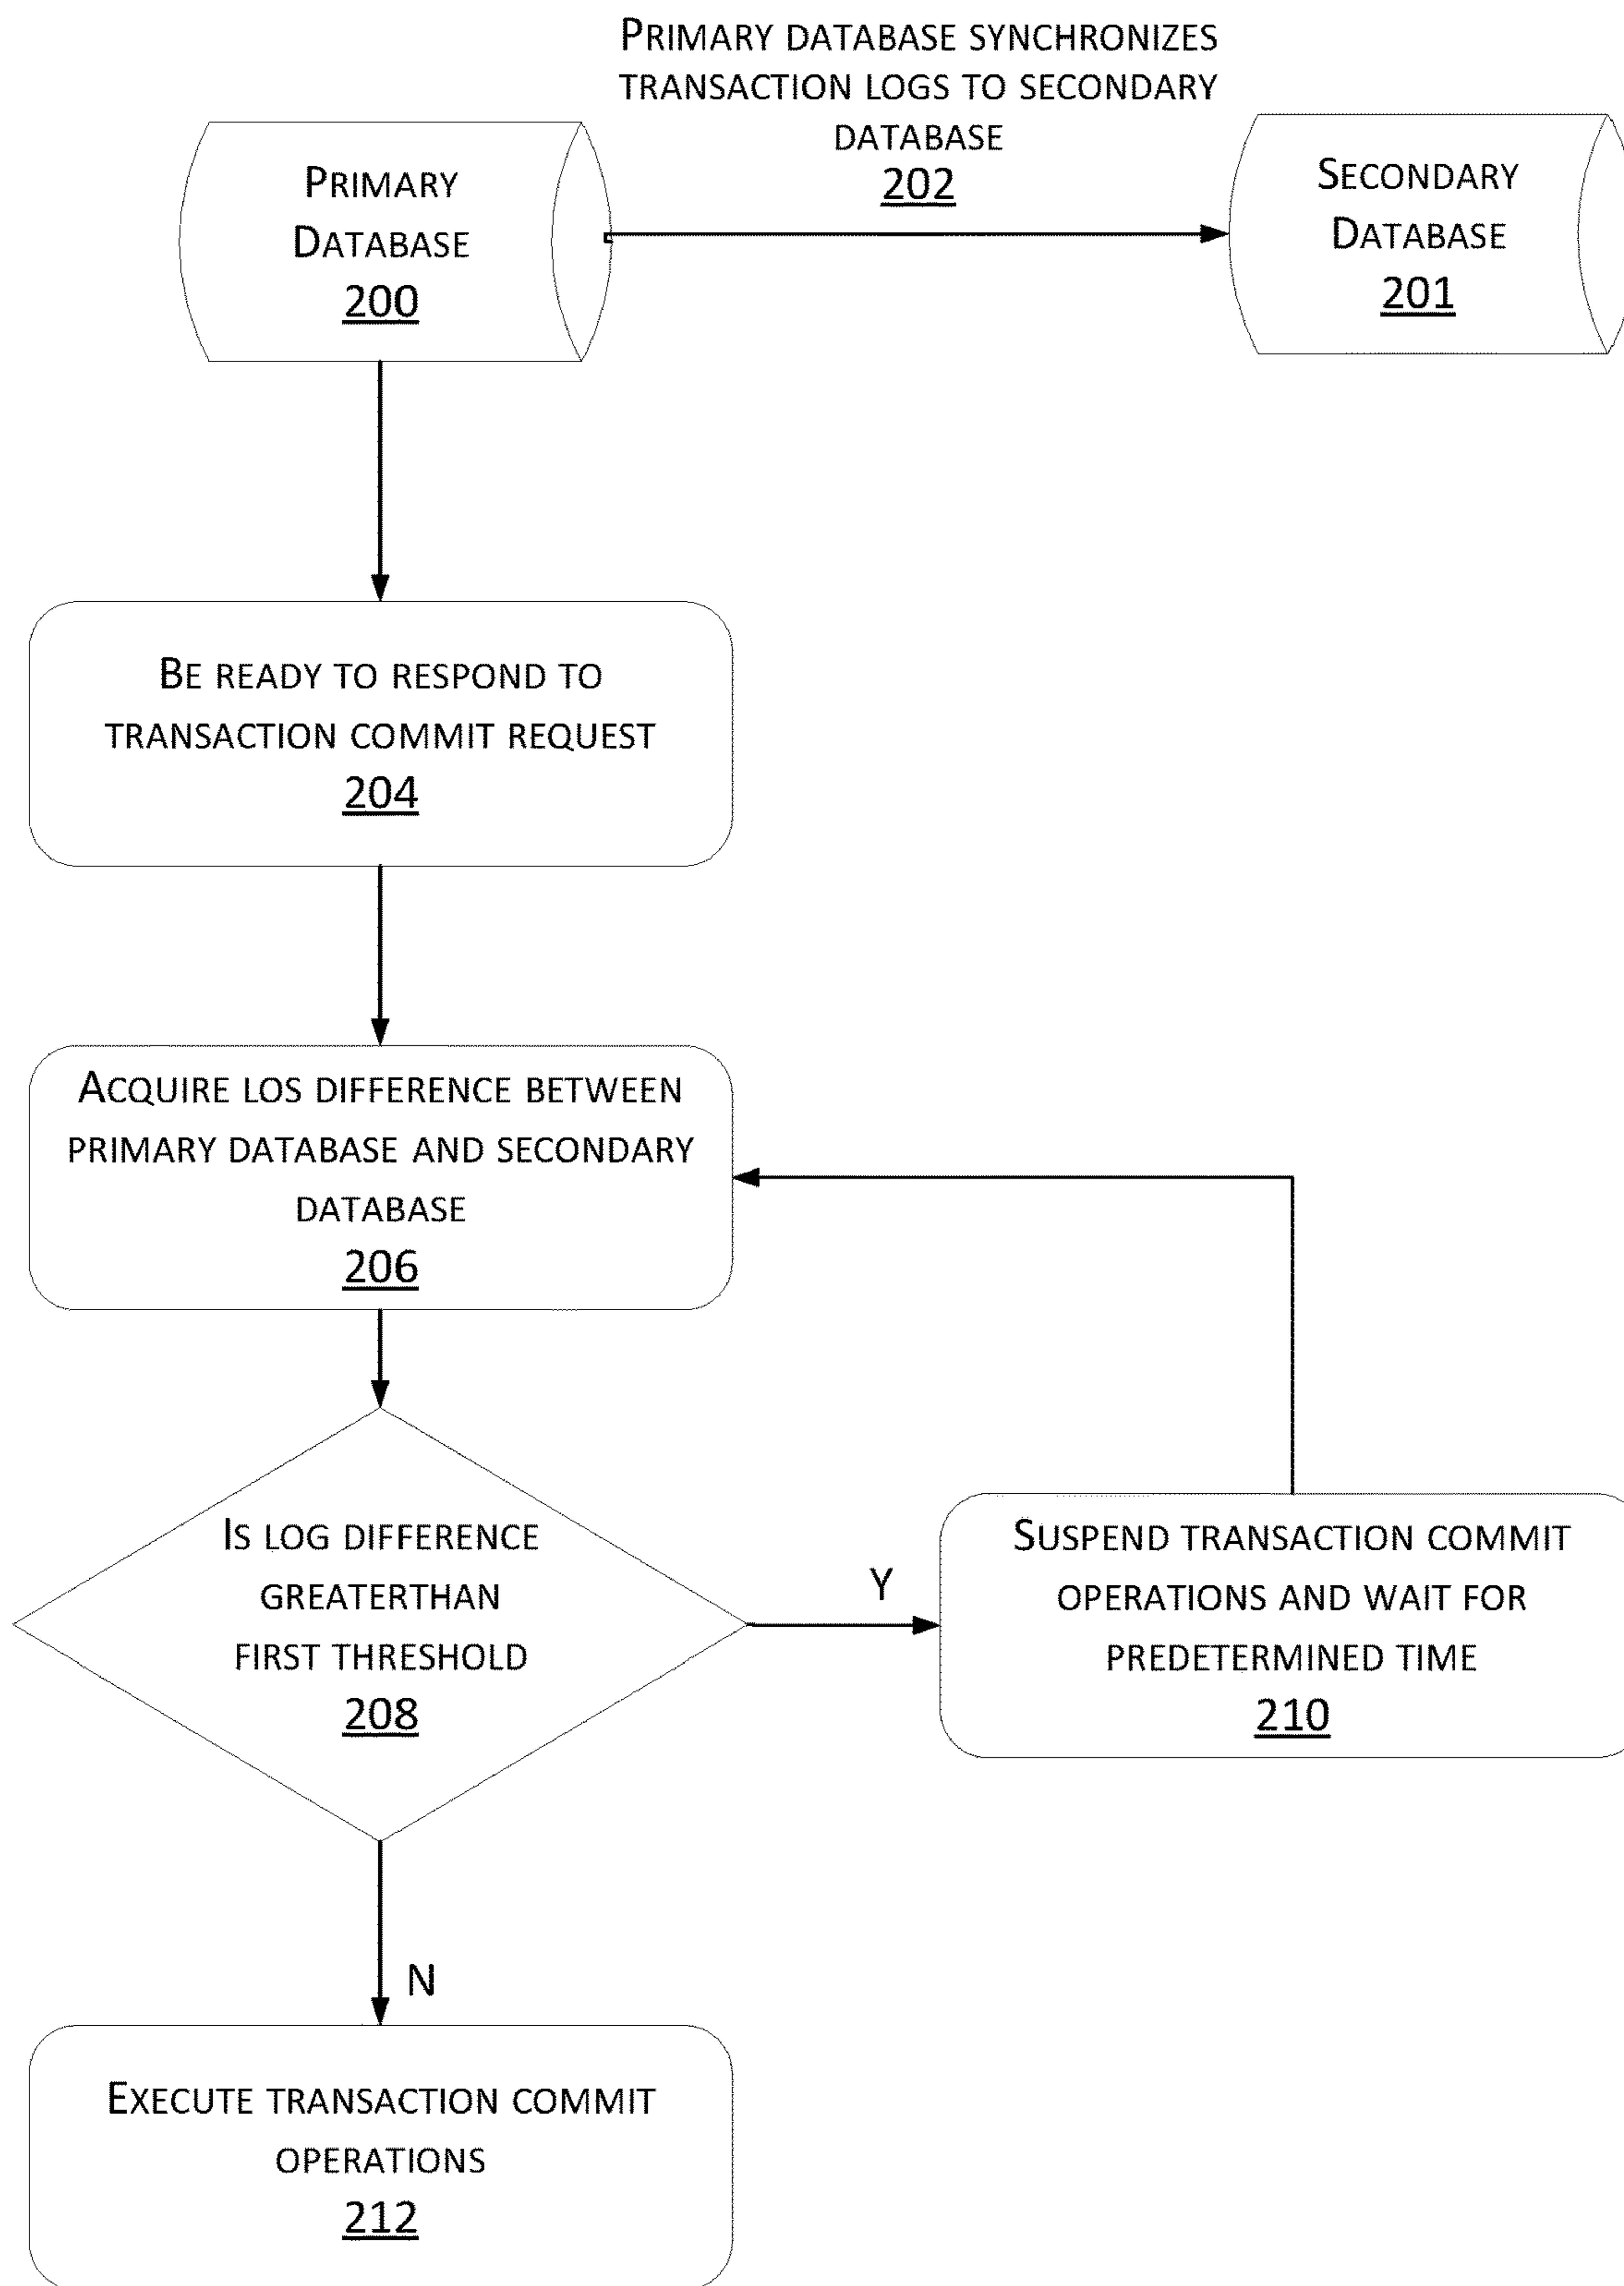 PRIMARY DATABASE SYNCHRONIZES
TRANSACTION LOGS TO SECONDARY
DATABASE
202
PRIMARY
DATABASE
200
SECONDARY
DATABASE
201
BE READY TO RESPOND TO
TRANSACTION COMMIT REQUEST
204
ACQUIRE LOS DIFFERENCE BETWEEN
PRIMARY DATABASE AND SECONDARY
DATABASE
206
IS LOG DIFFERENCE
GREATERTHAN
FIRST THRESHOLD
208
Y
SUSPEND TRANSACTION COMMIT
OPERATIONS AND WAIT FOR
PREDETERMINED TIME
210
N
EXECUTE TRANSACTION COMMIT
OPERATIONS
212